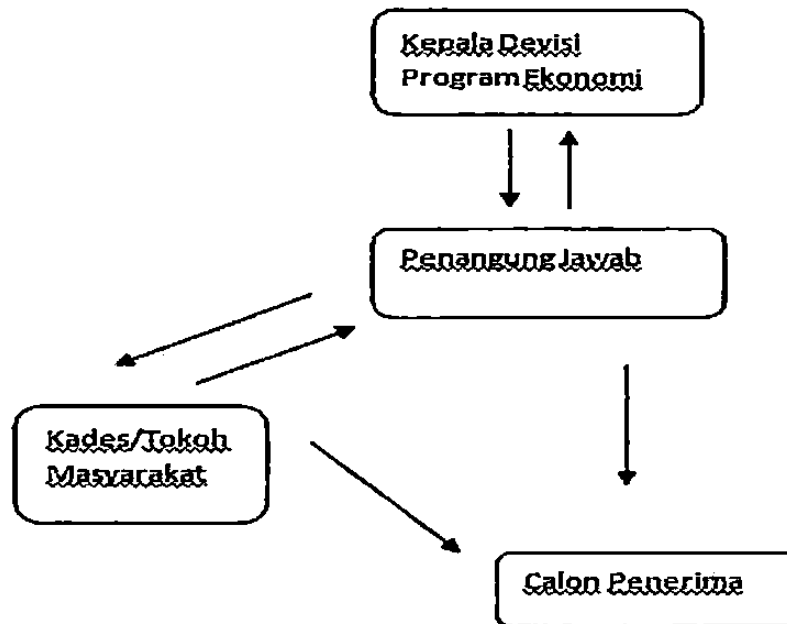 Kepala Devisi
Program Ekonomi
Penangung Jawab
Kades/Tokoh
Masyarakat
Calon Penerima